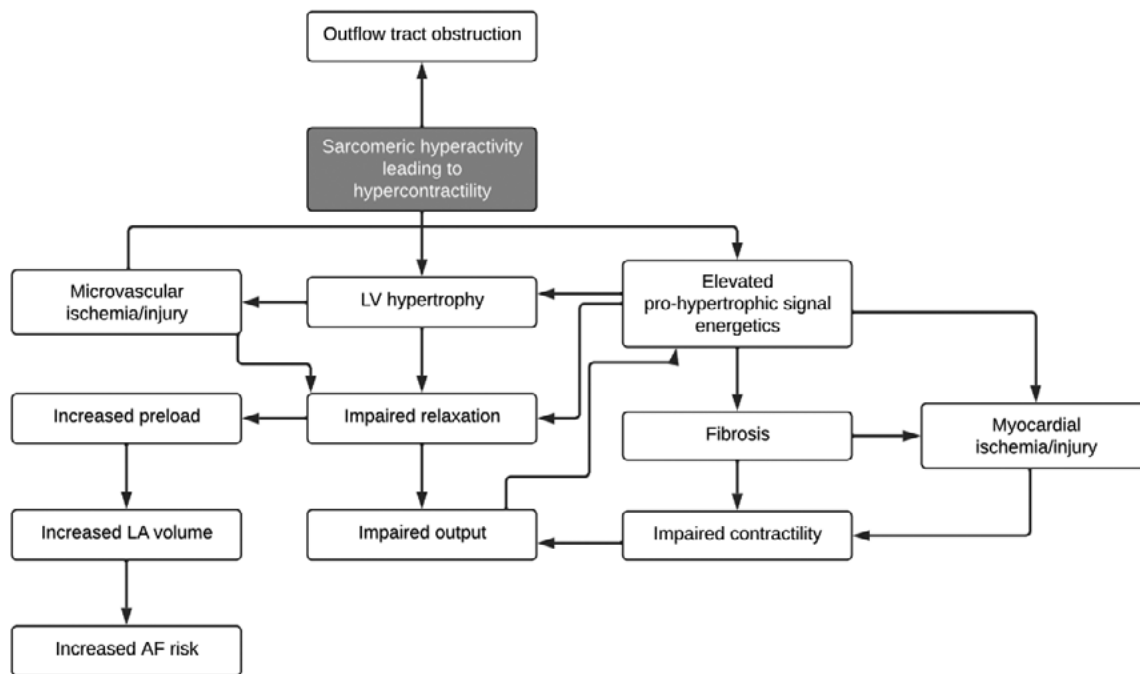 Outflow tract obstruction
Sarcomeric hyperactivity
leading to
hypercontractility
Microvascular
ischemia/injury
LV hypertrophy
Elevated
pro-hypertrophic signal
energetics
Increased preload
Impaired relaxation
Fibrosis
Myocardial
ischemia/injury
Increased LA volume
Impaired output
Impaired contractility
Increased AF risk